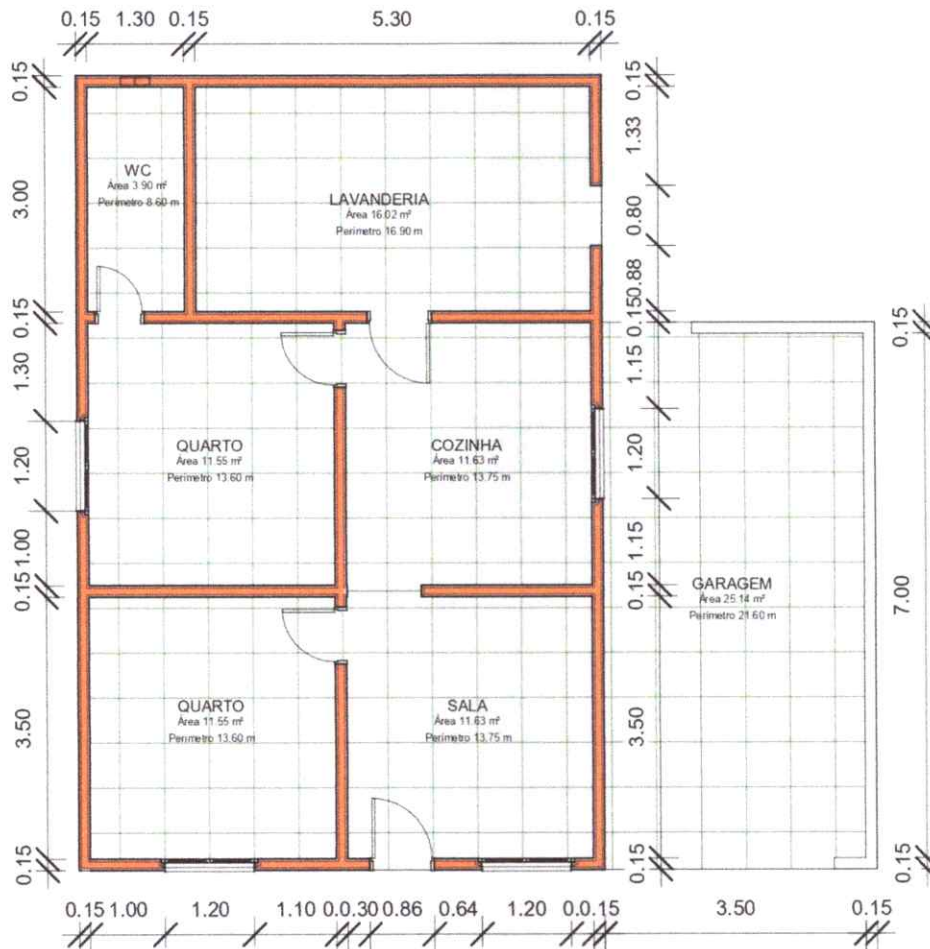 0.15 1.30 0.15 5.30 0.15
0.15
3.00
0.15
1.30
1.20
1.00
0.15
3.50
0.15
WC
Área 3.90 m²
Perímetro 8.60 m
LAVANDERIA
Área 16.02 m²
Perímetro 16.90 m
0.15
1.33
0.80
0.88
0.15
1.15
1.20
1.15
0.15
3.50
0.15
QUARTO
Área 11.55 m²
Perímetro 13.60 m
COZINHA
Área 11.63 m²
Perímetro 13.75 m
GARAGEM
Área 25.14 m²
Perímetro 21.60 m
0.15
7.00
0.15
QUARTO
Área 11.55 m²
Perímetro 13.60 m
SALA
Área 11.63 m²
Perímetro 13.75 m
0.15 1.00 1.20 1.10 0.0.30 0.86 0.64 1.20 0.0.15 3.50 0.15